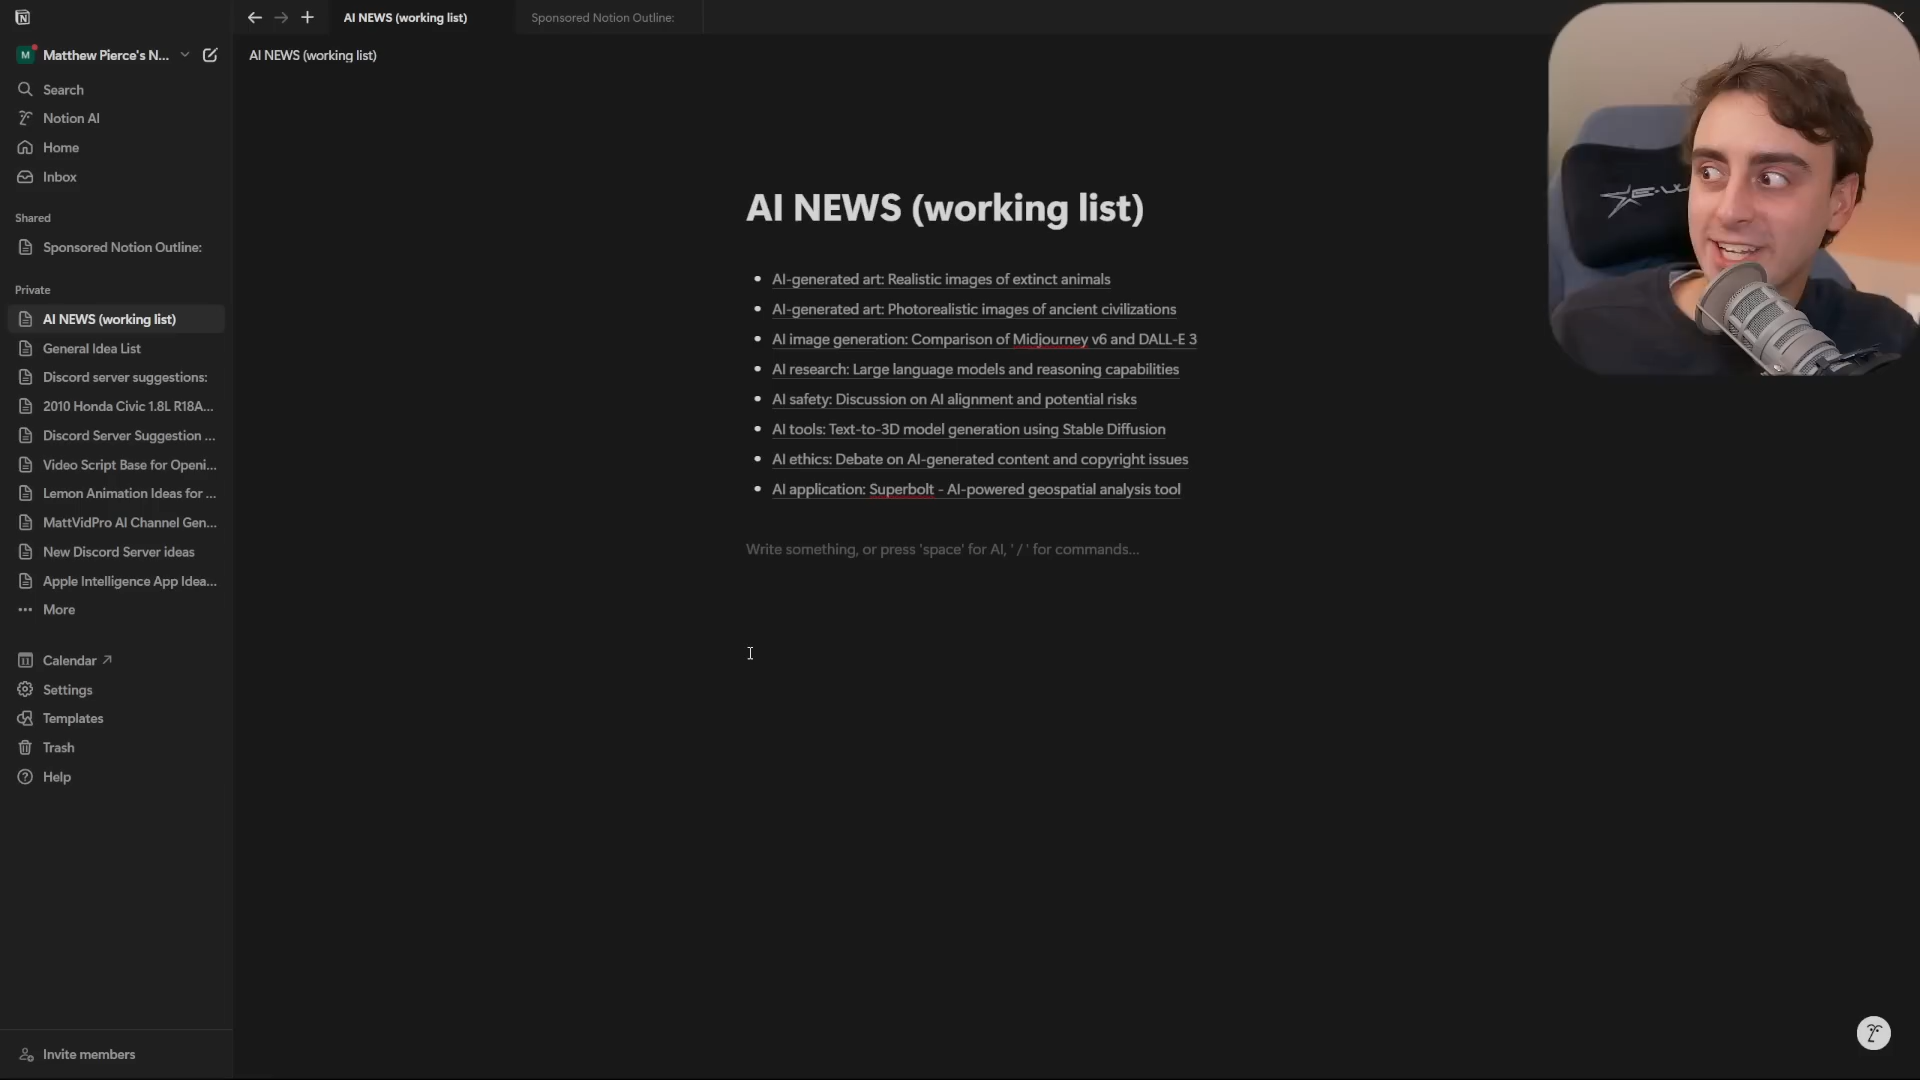 AI NEWS (working list)
Sponsored Notion Outline:
M
Matthew Pierce's N...
AI NEWS (working list)
Search
Notion AI
Home
Inbox
Shared
Sponsored Notion Outline:
Private
AI NEWS (working list)
General Idea List
Discord server suggestions:
2010 Honda Civic 1.8L R18A...
Discord Server Suggestion ...
Video Script Base for Openi...
Lemon Animation Ideas for ...
MattVidPro AI Channel Gen...
New Discord Server ideas
Apple Intelligence App Idea...
More
Calendar
Settings
Templates
Trash
Help
Invite members
AI NEWS (working list)
AI-generated art: Realistic images of extinct animals
AI-generated art: Photorealistic images of ancient civilizations
AI image generation: Comparison of Midjourney v6 and DALL-E 3
AI research: Large language models and reasoning capabilities
AI safety: Discussion on AI alignment and potential risks
AI tools: Text-to-3D model generation using Stable Diffusion
AI ethics: Debate on AI-generated content and copyright issues
AI application: Superbolt - AI-powered geospatial analysis tool
Write something, or press 'space' for AI, ' / ' for commands...